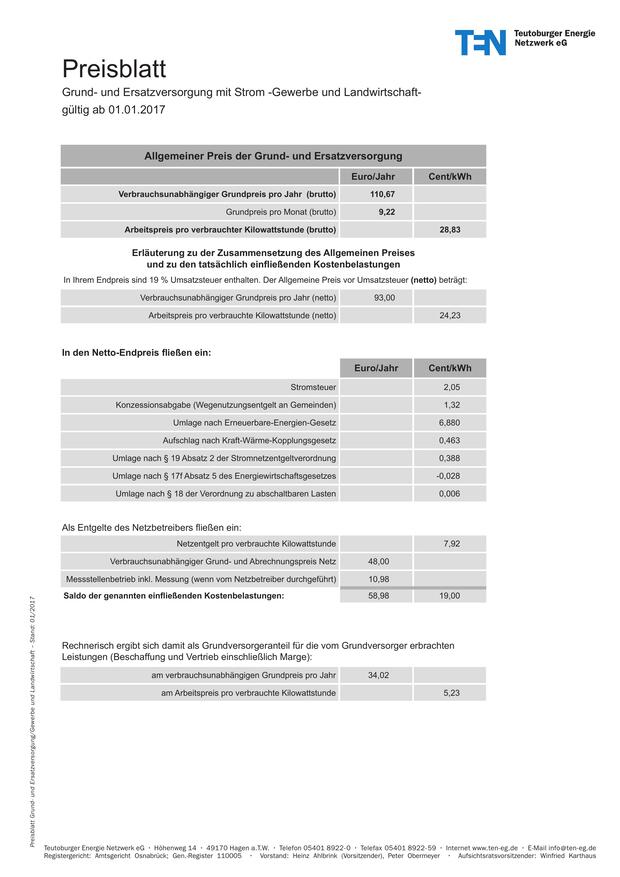 TEN Teutoburger Energie
Netzwerk eG
Preisblatt
Grund- und Ersatzversorgung mit Strom -Gewerbe und Landwirtschaft-
gültig ab 01.01.2017
Allgemeiner Preis der Grund- und Ersatzversorgung
Euro/Jahr Cent/kWh
Verbrauchsunabhängiger Grundpreis pro Jahr (brutto) 110,67
Grundpreis pro Monat (brutto) 9,22
Arbeitspreis pro verbrauchter Kilowattstunde (brutto) 28,83
Erläuterung zu der Zusammensetzung des Allgemeinen Preises
und zu den tatsächlich einfließenden Kostenbelastungen
In Ihrem Endpreis sind 19 % Umsatzsteuer enthalten. Der Allgemeine Preis vor Umsatzsteuer (netto) beträgt:
Verbrauchsunabhängiger Grundpreis pro Jahr (netto) 93,00
Arbeitspreis pro verbrauchte Kilowattstunde (netto) 24,23
In den Netto-Endpreis fließen ein:
Euro/Jahr Cent/kWh
Stromsteuer 2,05
Konzessionsabgabe (Wegenutzungsentgelt an Gemeinden) 1,32
Umlage nach Erneuerbare-Energien-Gesetz 6,880
Aufschlag nach Kraft-Wärme-Kopplungsgesetz 0,463
Umlage nach § 19 Absatz 2 der Stromnetzentgeltverordnung 0,388
Umlage nach § 17f Absatz 5 des Energiewirtschaftsgesetzes -0,028
Umlage nach § 18 der Verordnung zu abschaltbaren Lasten 0,006
Als Entgelte des Netzbetreibers fließen ein:
Netzentgelt pro verbrauchte Kilowattstunde 7,92
Verbrauchsunabhängiger Grund- und Abrechnungspreis Netz 48,00
Messstellenbetrieb inkl. Messung (wenn vom Netzbetreiber durchgeführt) 10,98
Saldo der genannten einfließenden Kostenbelastungen: 58,98 19,00
Rechnerisch ergibt sich damit als Grundversorgeranteil für die vom Grundversorger erbrachten
Leistungen (Beschaffung und Vertrieb einschließlich Marge):
am verbrauchsunabhängigen Grundpreis pro Jahr 34,02
am Arbeitspreis pro verbrauchte Kilowattstunde 5,23
Preisblatt Grund- und Ersatzversorgung/Gewerbe und Landwirtschaft – Stand: 01/2017
Teutoburger Energie Netzwerk eG · Höhenweg 14 · 49170 Hagen a.T.W. · Telefon 05401 8922-0 · Telefax 05401 8922-59 · Internet www.ten-eg.de · E-Mail info@ten-eg.de
Registergericht: Amtsgericht Osnabrück; Gen.-Register 110005 · Vorstand: Heinz Ahlbrink (Vorsitzender), Peter Obermeyer · Aufsichtsratsvorsitzender: Winfried Karthaus